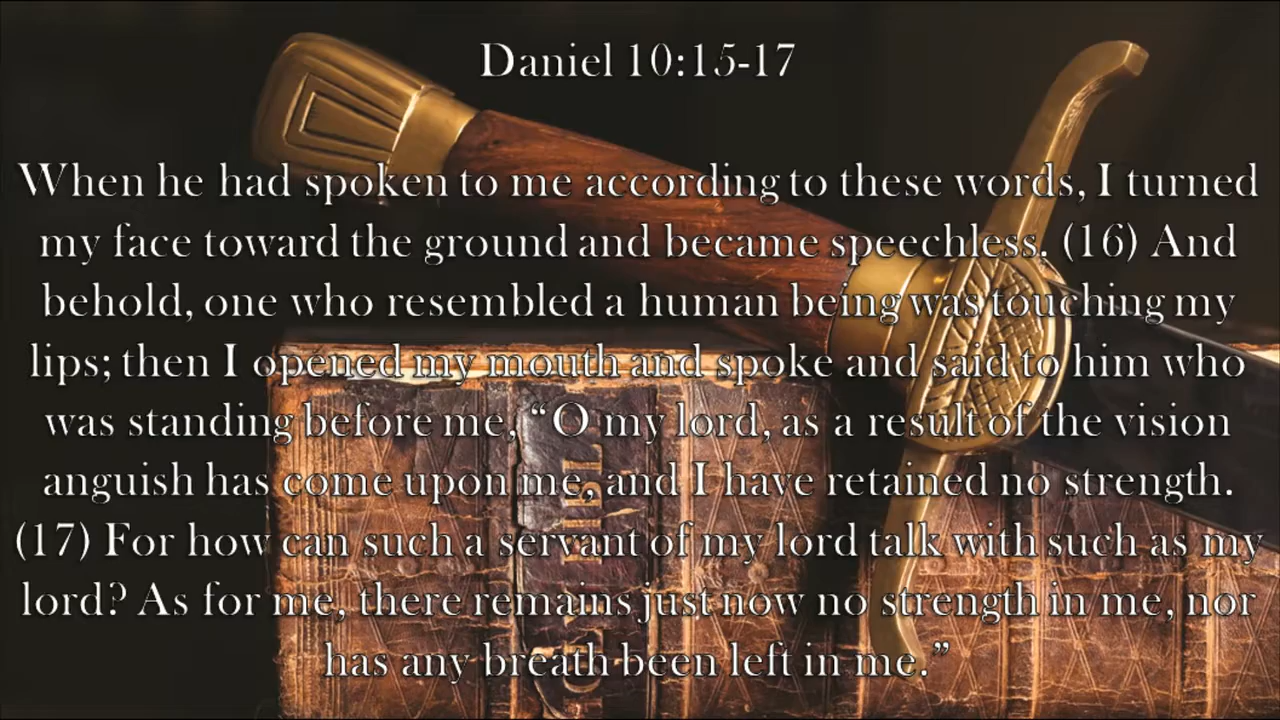 Daniel 10:15-17
When he had spoken to me according to these words, I turned
my face toward the ground and became speechless. (16) And
behold, one who resembled a human being was touching my
lips; then I opened my mouth and spoke and said to him who
was standing before me, “O my lord, as a result of the vision
anguish has come upon me, and I have retained no strength.
(17) For how can such a servant of my lord talk with such as my
lord? As for me, there remains just now no strength in me, nor
has any breath been left in me.”